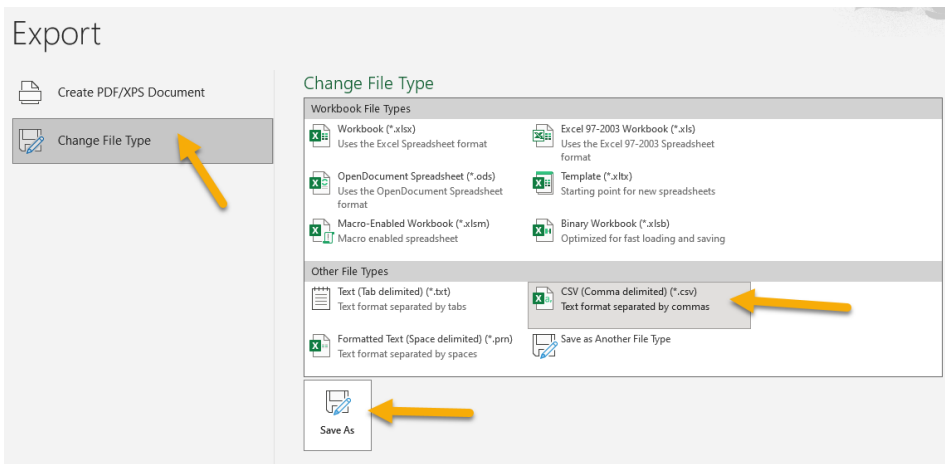 Export
Create PDF/XPS Document
Change File Type
Change File Type
Workbook File Types
Workbook (*.xlsx)
Uses the Excel Spreadsheet format
Excel 97-2003 Workbook (*.xls)
Uses the Excel 97-2003 Spreadsheet
format
OpenDocument Spreadsheet (*.ods)
Uses the OpenDocument Spreadsheet
format
Template (*.xltx)
Starting point for new spreadsheets
Macro-Enabled Workbook (*.xlsm)
Macro enabled spreadsheet
Binary Workbook (*.xlsb)
Optimized for fast loading and saving
Other File Types
Text (Tab delimited) (*.txt)
Text format separated by tabs
CSV (Comma delimited) (*.csv)
Text format separated by commas
Formatted Text (Space delimited) (*.prn)
Text format separated by spaces
Save as Another File Type
Save As